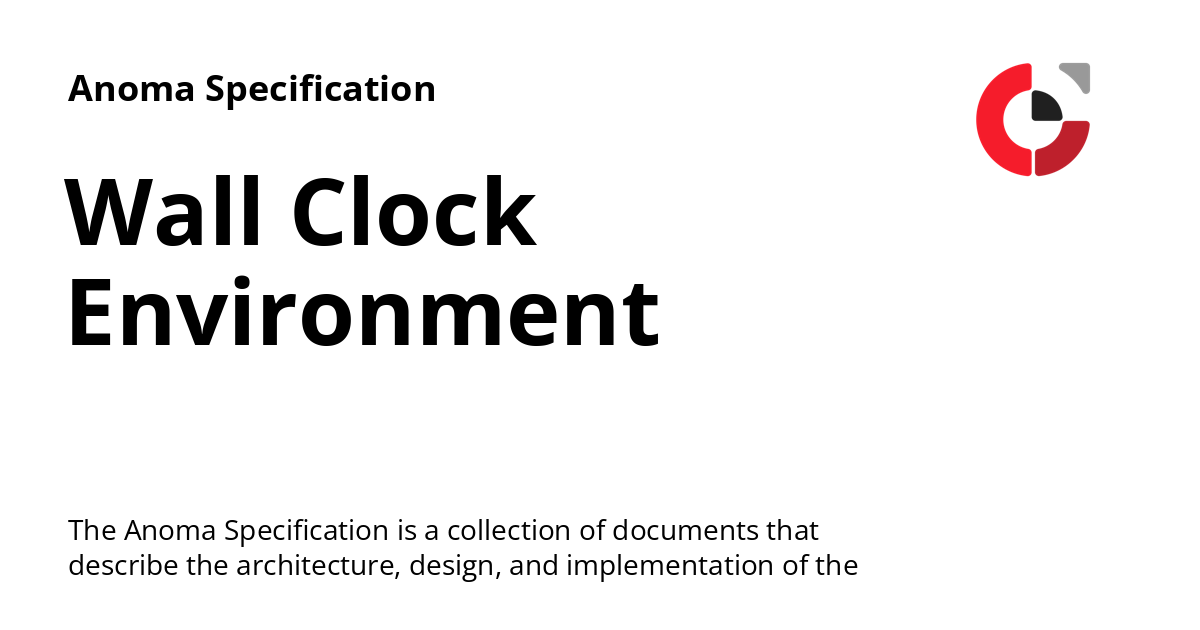 Anoma Specification
Wall Clock
Environment
The Anoma Specification is a collection of documents that
describe the architecture, design, and implementation of the